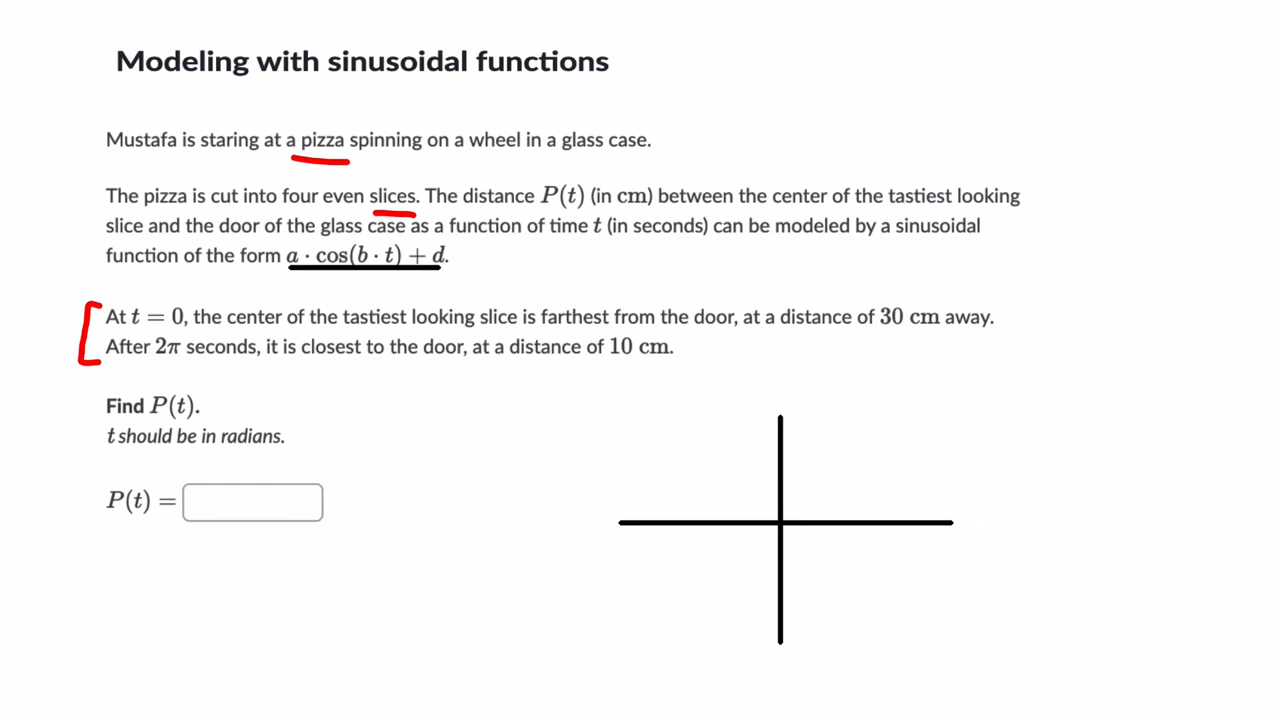 Modeling with sinusoidal functions
Mustafa is staring at a pizza spinning on a wheel in a glass case.
The pizza is cut into four even slices. The distance P(t) (in cm) between the center of the tastiest looking
slice and the door of the glass case as a function of time t (in seconds) can be modeled by a sinusoidal
function of the form a · cos(b · t) + d.
At t = 0, the center of the tastiest looking slice is farthest from the door, at a distance of 30 cm away.
After 2π seconds, it is closest to the door, at a distance of 10 cm.
Find P(t).
t should be in radians.
P(t) =